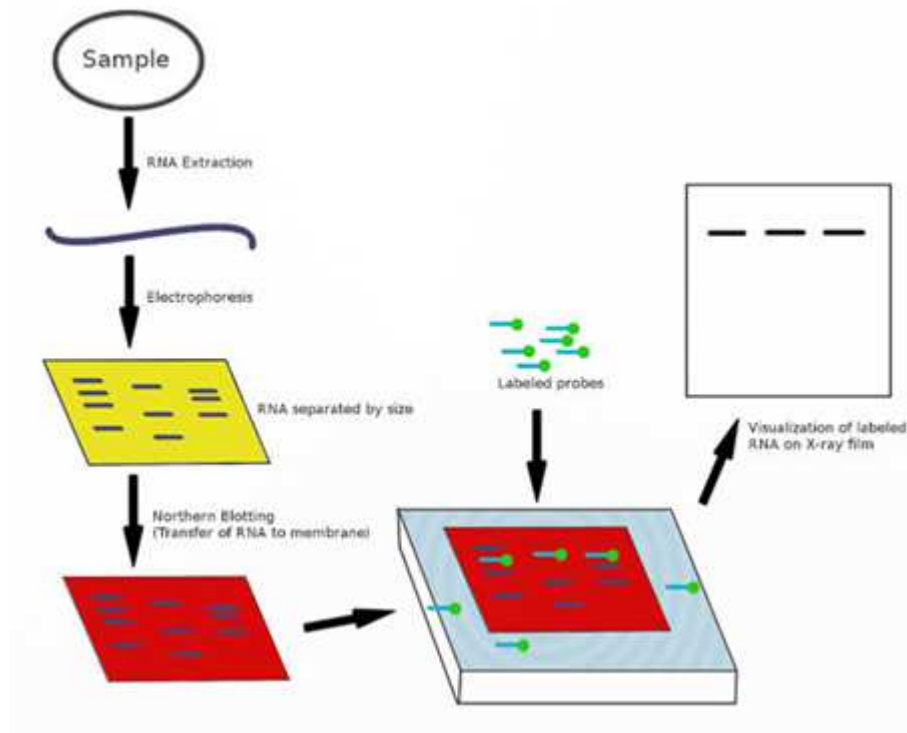 Sample
RNA Extraction
Electrophoresis
RNA separated by size
Northern Blotting
(Transfer of RNA to membrane)
Labeled probes
Visualization of labeled
RNA on X-ray film